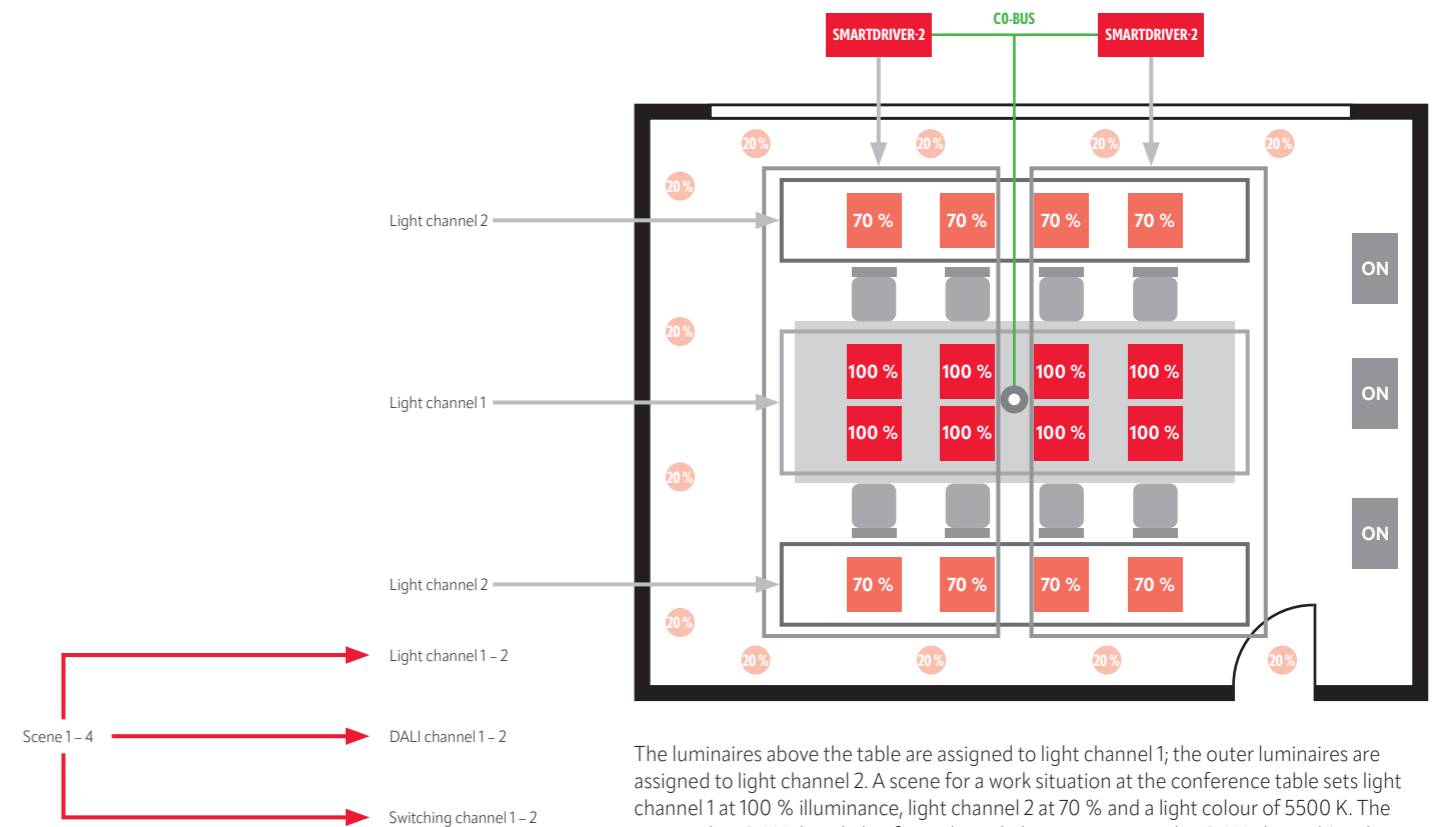 CO-BUS
SMARTDRIVER-2 SMARTDRIVER-2
20 % 20 % 20 % 20 %
20 %
Light channel 2
70 % 70 % 70 % 70 %
ON
20 %
100 % 100 % 100 % 100 %
ON
Light channel 1
100 % 100 % 100 % 100 %
20 %
ON
Light channel 2
70 % 70 % 70 % 70 %
20 %
20 % 20 % 20 % 20 %
Light channel 1 – 2
Scene 1 – 4
DALI channel 1 – 2
Switching channel 1 – 2
The luminaires above the table are assigned to light channel 1; the outer luminaires are
assigned to light channel 2. A scene for a work situation at the conference table sets light
channel 1 at 100 % illuminance, light channel 2 at 70 % and a light colour of 5500 K. The